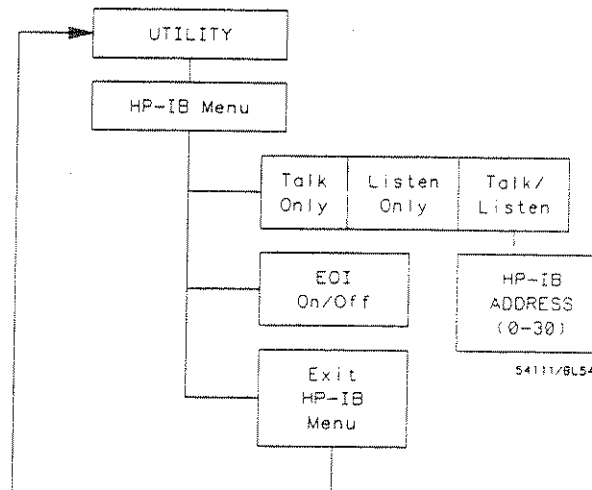 UTILITY
HP-IB Menu
Talk Only
Listen Only
Talk/ Listen
EOI
On/Off
HP-IB
ADDRESS
(0-30)
54111/BL54
Exit
HP-IB
Menu